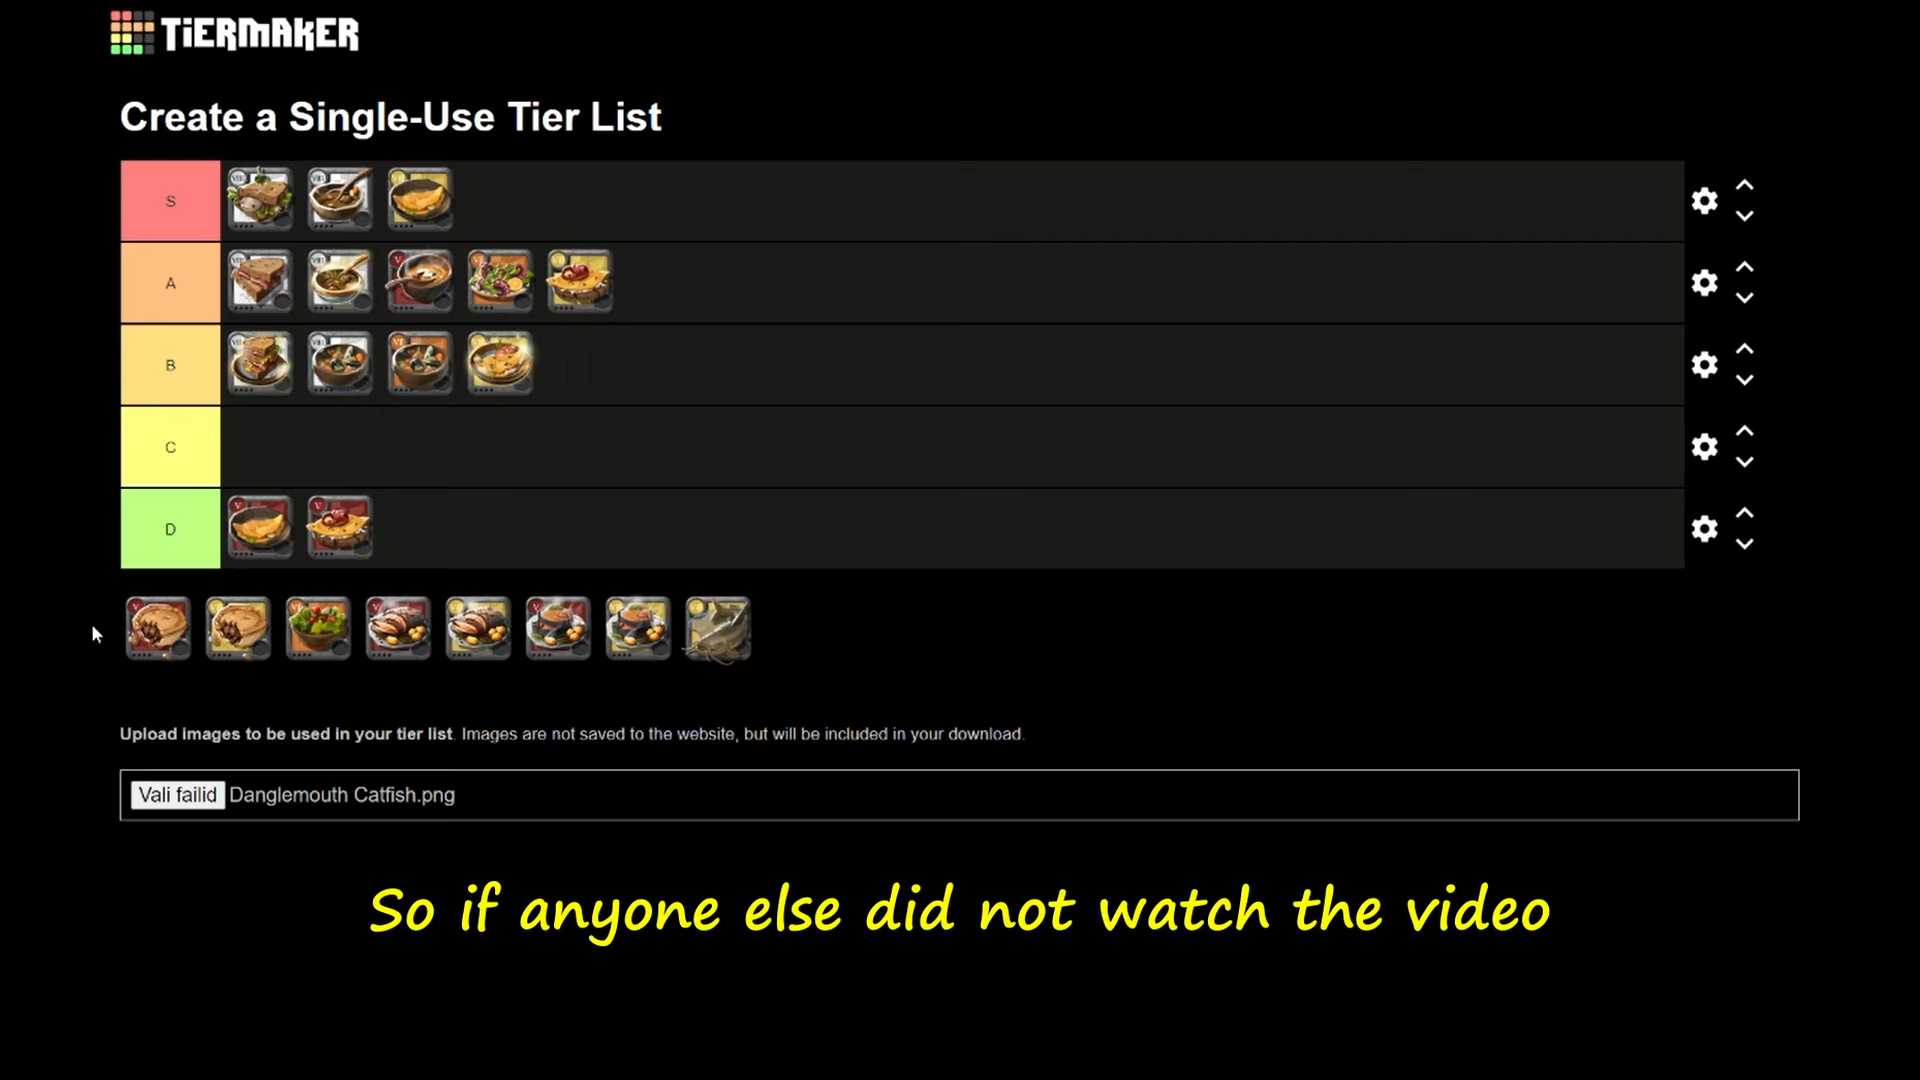 TiERMAKER
Create a Single-Use Tier List
S
A
B
C
D
Upload images to be used in your tier list. Images are not saved to the website, but will be included in your download.
Vali failid Danglemouth Catfish.png
So if anyone else did not watch the video